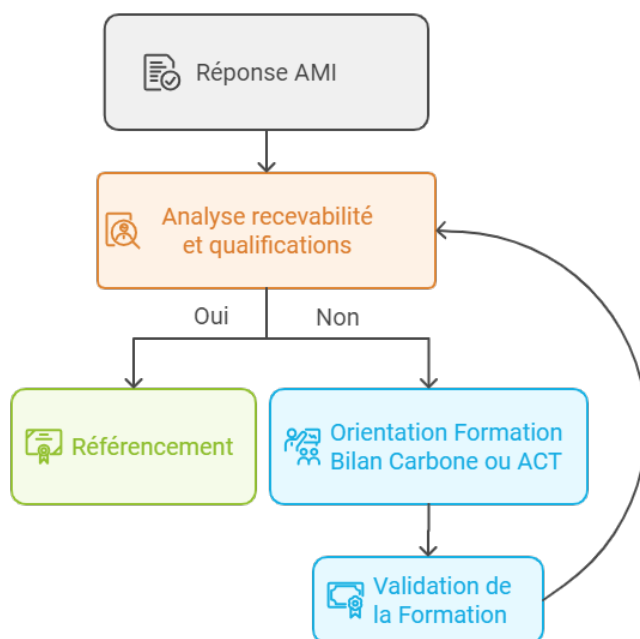 Réponse AMI
Analyse recevabilité
et qualifications
Oui
Non
Référencement
Orientation Formation
Bilan Carbone ou ACT
Validation de
la Formation